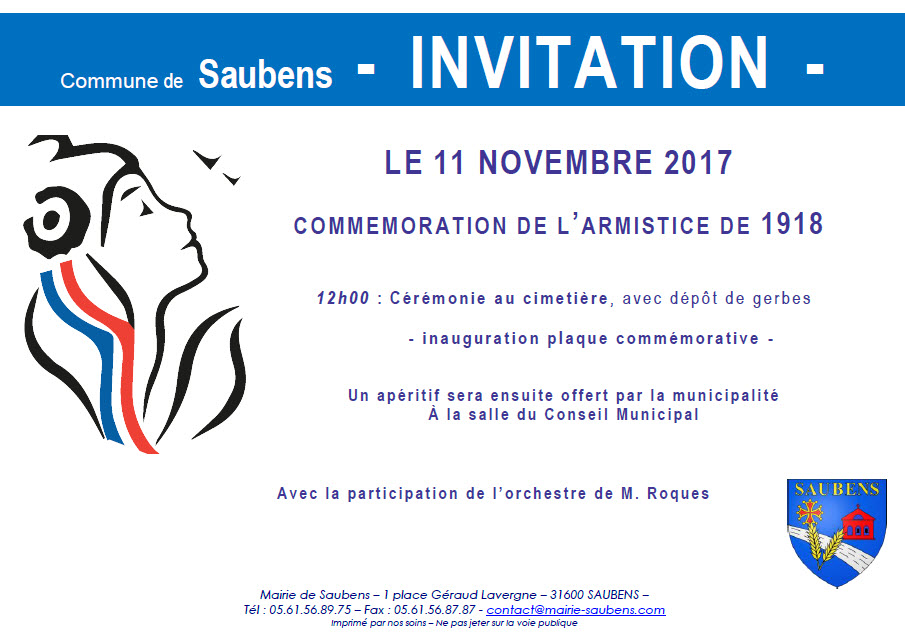 Commune de Saubens - INVITATION -
LE 11 NOVEMBRE 2017
COMMEMORATION DE L'ARMISTICE DE 1918
12h00 : Cérémonie au cimetière, avec dépôt de gerbes
- inauguration plaque commémorative -
Un apéritif sera ensuite offert par la municipalité
À la salle du Conseil Municipal
Avec la participation de l'orchestre de M. Roques
SAUBENS
Mairie de Saubens – 1 place Géraud Lavergne – 31600 SAUBENS –
Tél : 05.61.56.89.75 – Fax : 05.61.56.87.87 - contact@mairie-saubens.com
Imprimé par nos soins – Ne pas jeter sur la voie publique